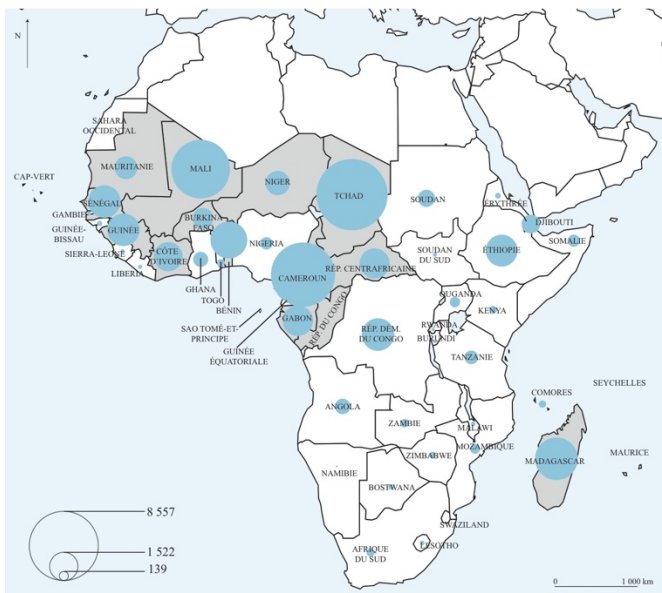 N
SAHARA
OCCIDENTAL
MAURITANIE
MALI
NIGER
TCHAD
SOUDAN
ÉRYTHRÉE
CAP-VERT
SÉNÉGAL
GAMBIE
GUINÉE-
BISSAU
GUINÉE
SIERRA-LEONE
LIBERIA
BURKINA
FASO
CÔTE
D'IVOIRE
GHANA
TOGO
BÉNIN
NIGÉRIA
CAMEROUN
RÉP. CENTRAFRICAINE
SOUDAN
DU SUD
ÉTHIOPIE
DJIBOUTI
SOMALIE
SAO TOMÉ-ET-
PRINCIPE
GUINÉE
ÉQUATORIALE
GABON
RÉP. DU CONGO
RÉP. DÉM.
DU CONGO
OUGANDA
KENYA
RWANDA
BURUNDI
TANZANIE
SEYCHELLES
COMORES
ANGOLA
ZAMBIE
MALAWI
MOZAMBIQUE
ZIMBABWE
MADAGASCAR
MAURICE
NAMIBIE
BOSTWANA
SWAZILAND
LESOTHO
AFRIQUE
DU SUD
8 557
1 522
139
0 1 000 km